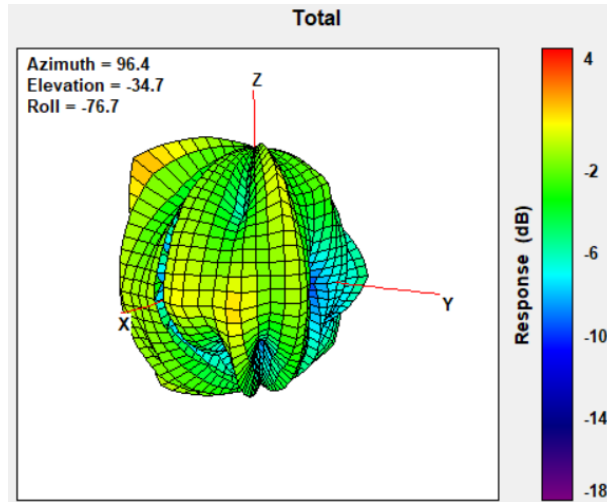 Total
Azimuth = 96.4
Elevation = -34.7
Roll = -76.7
Z
X
Y
Response (dB)
4
-2
-6
-10
-14
-18